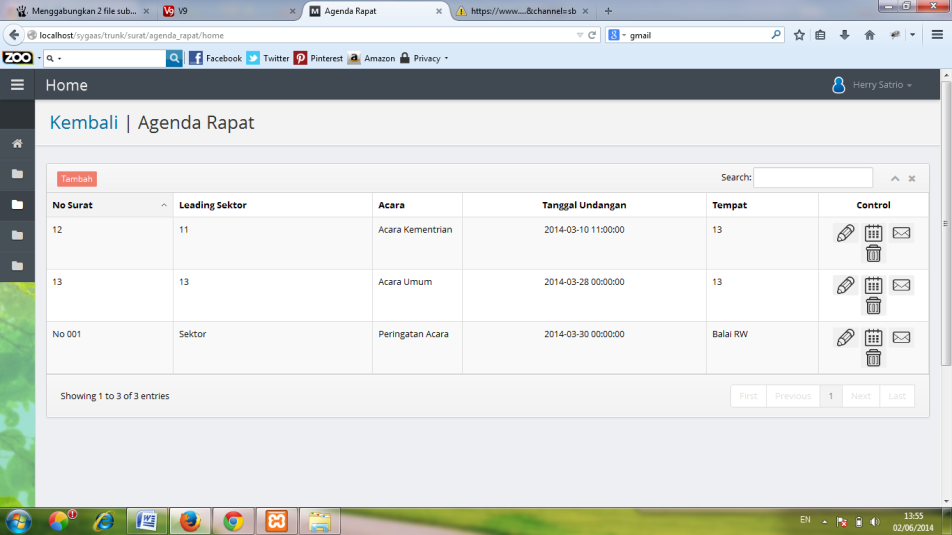 Menggabungkan 2 file sub... ×
V9 V9 ×
M Agenda Rapat ×
https://www....&channel=sb × +
localhost/sygaas/trunk/surat/agenda_rapat/home
8 gmail
ZOO
Facebook Twitter Pinterest a Amazon Privacy
Home
Herry Satrio
Kembali | Agenda Rapat
Tambah
Search:
No Surat Leading Sektor Acara Tanggal Undangan Tempat Control
12 11 Acara Kementrian 2014-03-10 11:00:00 13
13 13 Acara Umum 2014-03-28 00:00:00 13
No 001 Sektor Peringatan Acara 2014-03-30 00:00:00 Balai RW
Showing 1 to 3 of 3 entries
First Previous 1 Next Last
EN
13:55
02/06/2014